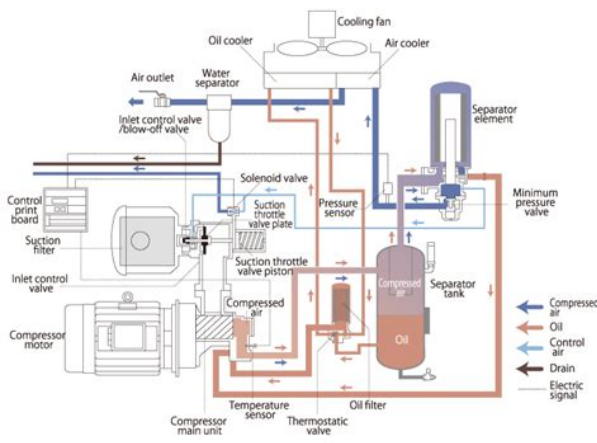 Cooling fan
Oil cooler
Air cooler
Air outlet
Water
separator
Inlet control valve
/blow-off valve
Separator
element
Solenoid valve
Control
print
board
Suction throttle
valve plate
Pressure
sensor
Minimum
pressure valve
Suction
filter
Inlet control
valve
Suction throttle
valve piston
Compressed
air
Separator
tank
Compressed
air
Compressor
motor
Oil
Compressed
air
Oil
Control
air
Drain
Electric
signal
Temperature
sensor
Oil filter
Compressor
main unit
Thermostatic
valve